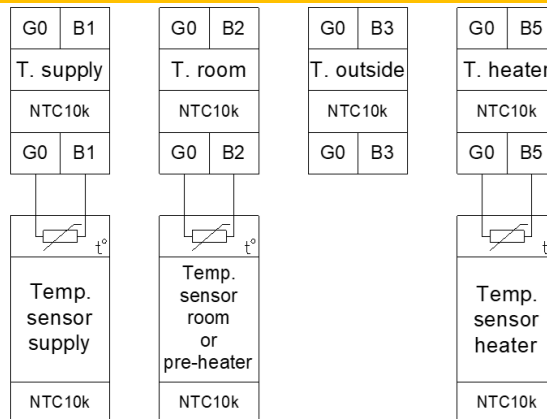 G0 B1
T. supply
NTC10k
G0 B1
t°
Temp.
sensor
supply
NTC10k
G0 B2
T. room
NTC10k
G0 B2
t°
Temp.
sensor
room
or
pre-heater
NTC10k
G0 B3
T. outside
NTC10k
G0 B3
G0 B5
T. heater
NTC10k
G0 B5
t
Temp.
sensor
heater
NTC10k